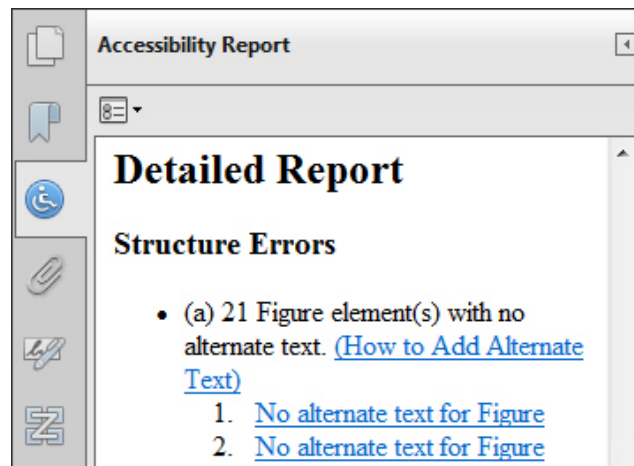 Accessibility Report
Detailed Report
Structure Errors
• (a) 21 Figure element(s) with no
alternate text. (How to Add Alternate
Text)
1. No alternate text for Figure
2. No alternate text for Figure